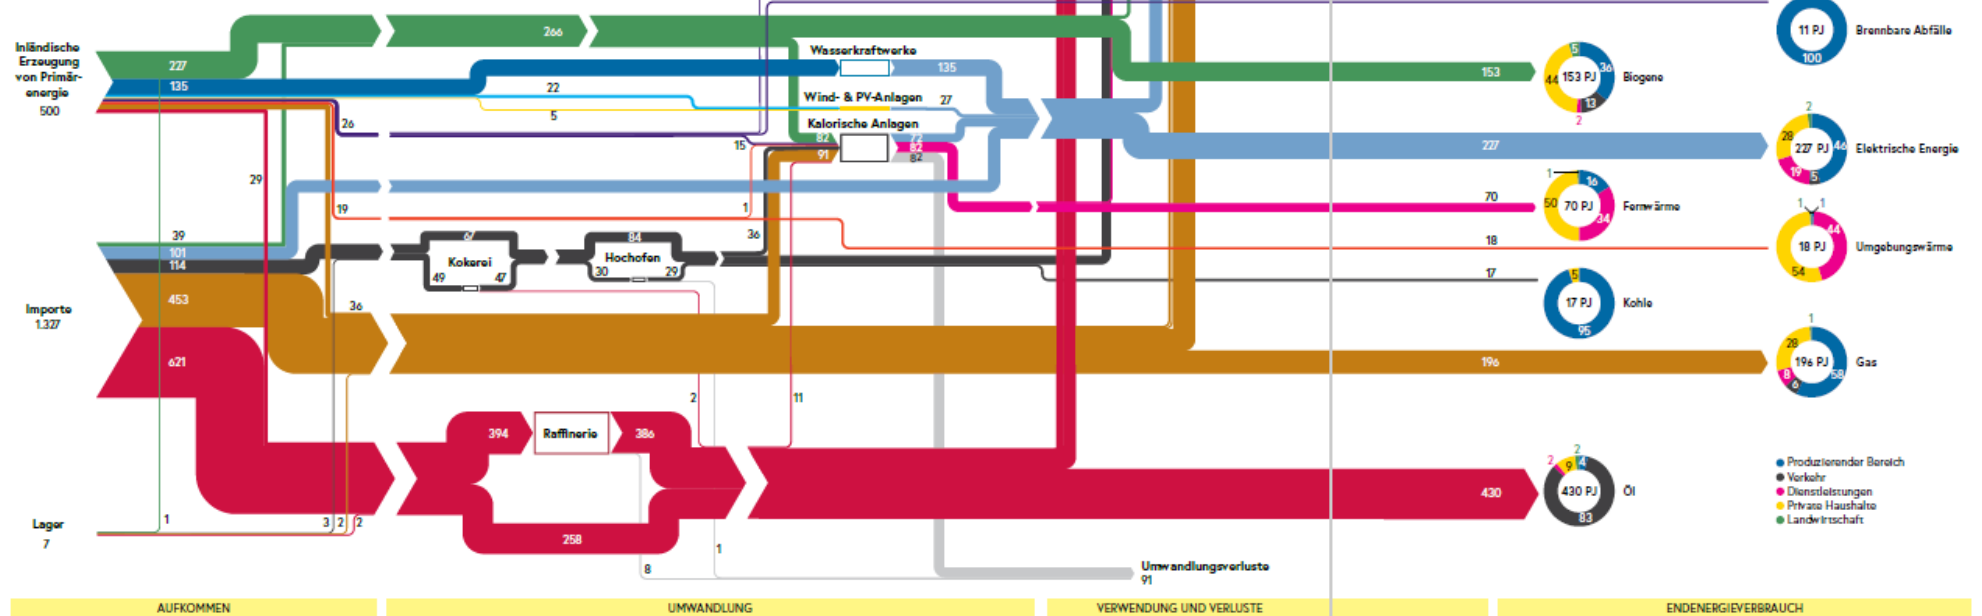 Inländische
Erzeugung
von Primär-
energie
500
227
135
266
22
5
26
29
19
Wasserkraftwerke
135
Wind- & PV-Anlagen
27
Kalorische Anlagen
82
15
91
72
82
82
1
36
39
101
114
453
621
Importe
1.327
36
67
Kokerei
49
47
84
Hochofen
30
29
2
11
394
Raffinerie
386
258
8
1
Lager
7
1
3
2
2
Umwandlungsverluste
91
153
227
70
18
17
196
430
11 PJ
100
Brennbare Abfälle
5
36
44
153 PJ
13
2
Biogene
2
28
227 PJ
46
19
5
Elektrische Energie
1
16
50
70 PJ
34
Fernwärme
1
1
44
18 PJ
54
Umgebungswärme
5
17 PJ
95
Kohle
1
28
196 PJ
58
8
6
Gas
2
2
9
4
430 PJ
83
Öl
Produzierender Bereich
Verkehr
Dienstleistungen
Private Haushalte
Landwirtschaft
AUFKOMMEN
UMWANDLUNG
VERWENDUNG UND VERLUSTE
ENDENERGIEVERBRAUCH